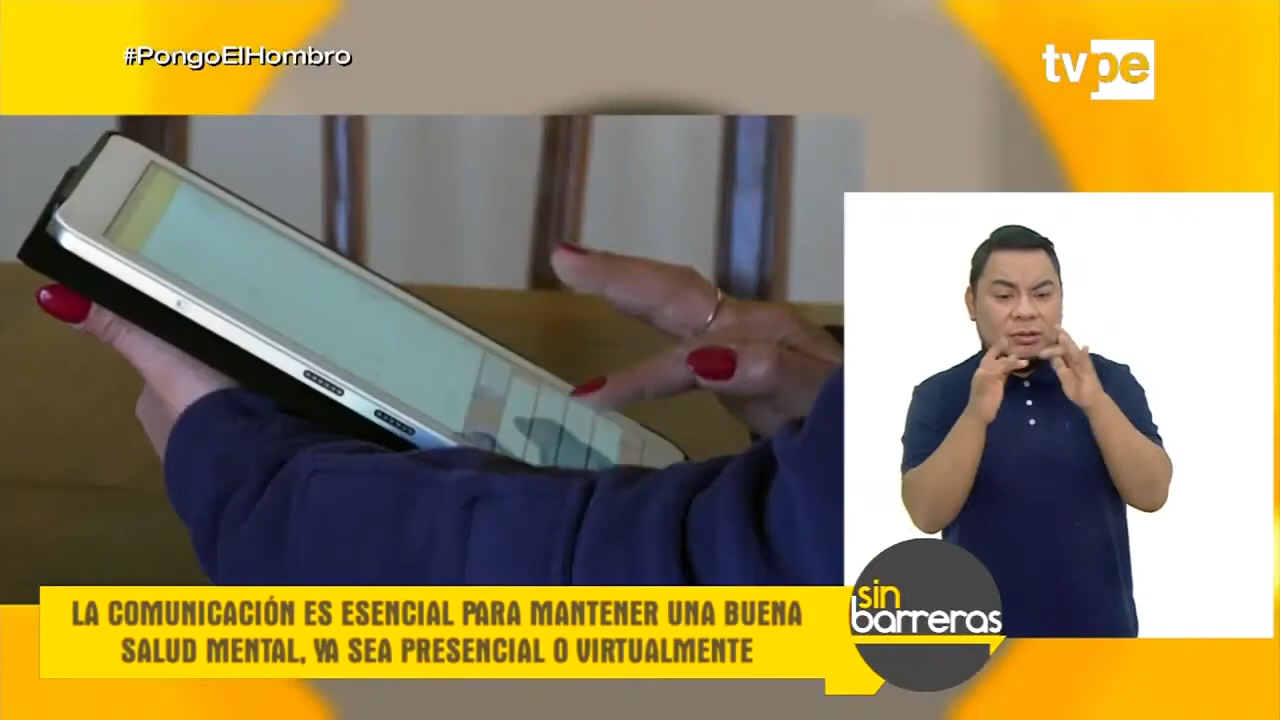 #PongoElHombro
tvpe
LA COMUNICACIÓN ES ESENCIAL PARA MANTENER UNA BUENA
SALUD MENTAL, YA SEA PRESENCIAL O VIRTUALMENTE
sin
barreras